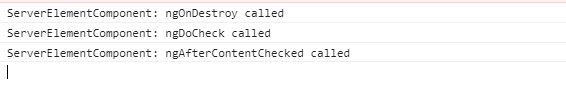 ServerElementComponent: ngOnDestroy called
ServerElementComponent: ngDoCheck called
ServerElementComponent: ngAfterContentChecked called